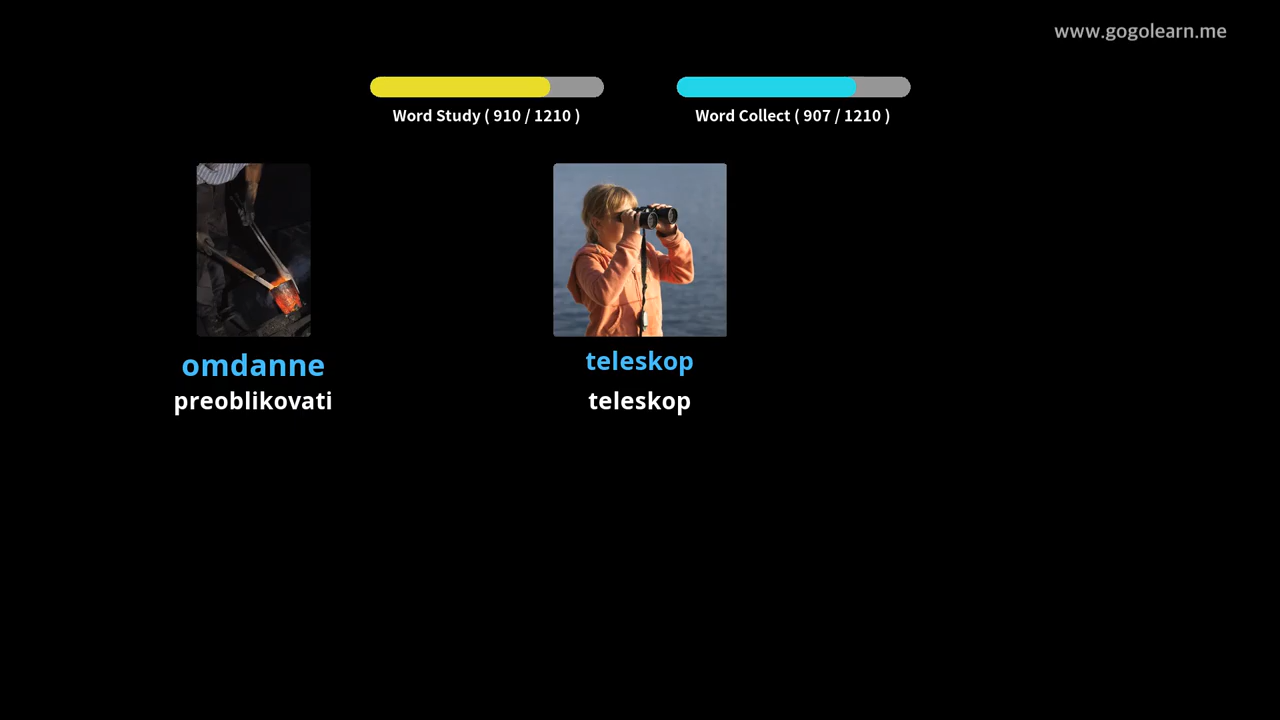 www.gogolearn.me
Word Study ( 910 / 1210 )
Word Collect ( 907 / 1210 )
omdanne
preoblikovati
teleskop
teleskop